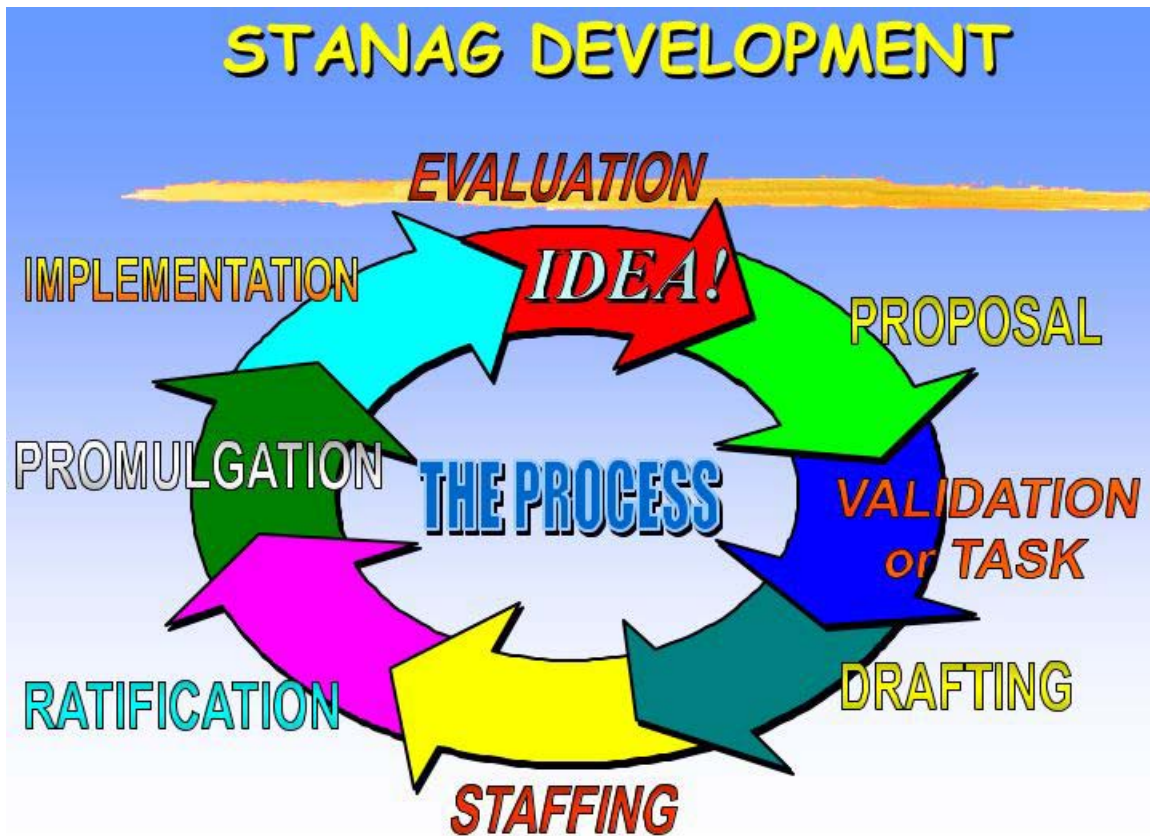 STANAG DEVELOPMENT
EVALUATION
IDEA!
IMPLEMENTATION
PROPOSAL
PROMULGATION
THE PROCESS
VALIDATION
or TASK
RATIFICATION
DRAFTING
STAFFING